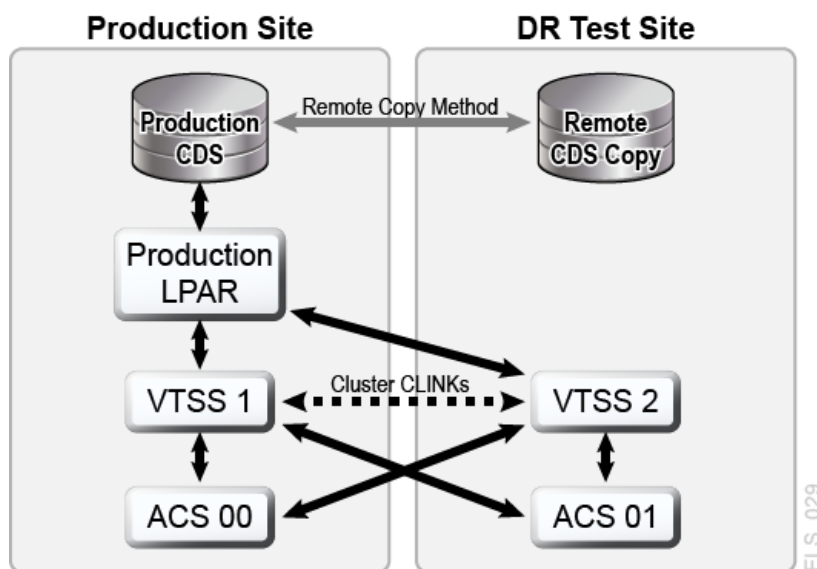 Production Site
DR Test Site
Production
CDS
Remote Copy Method
Remote
CDS Copy
Production
LPAR
VTSS 1
Cluster CLINKs
VTSS 2
ACS 00
ACS 01
ELS_029